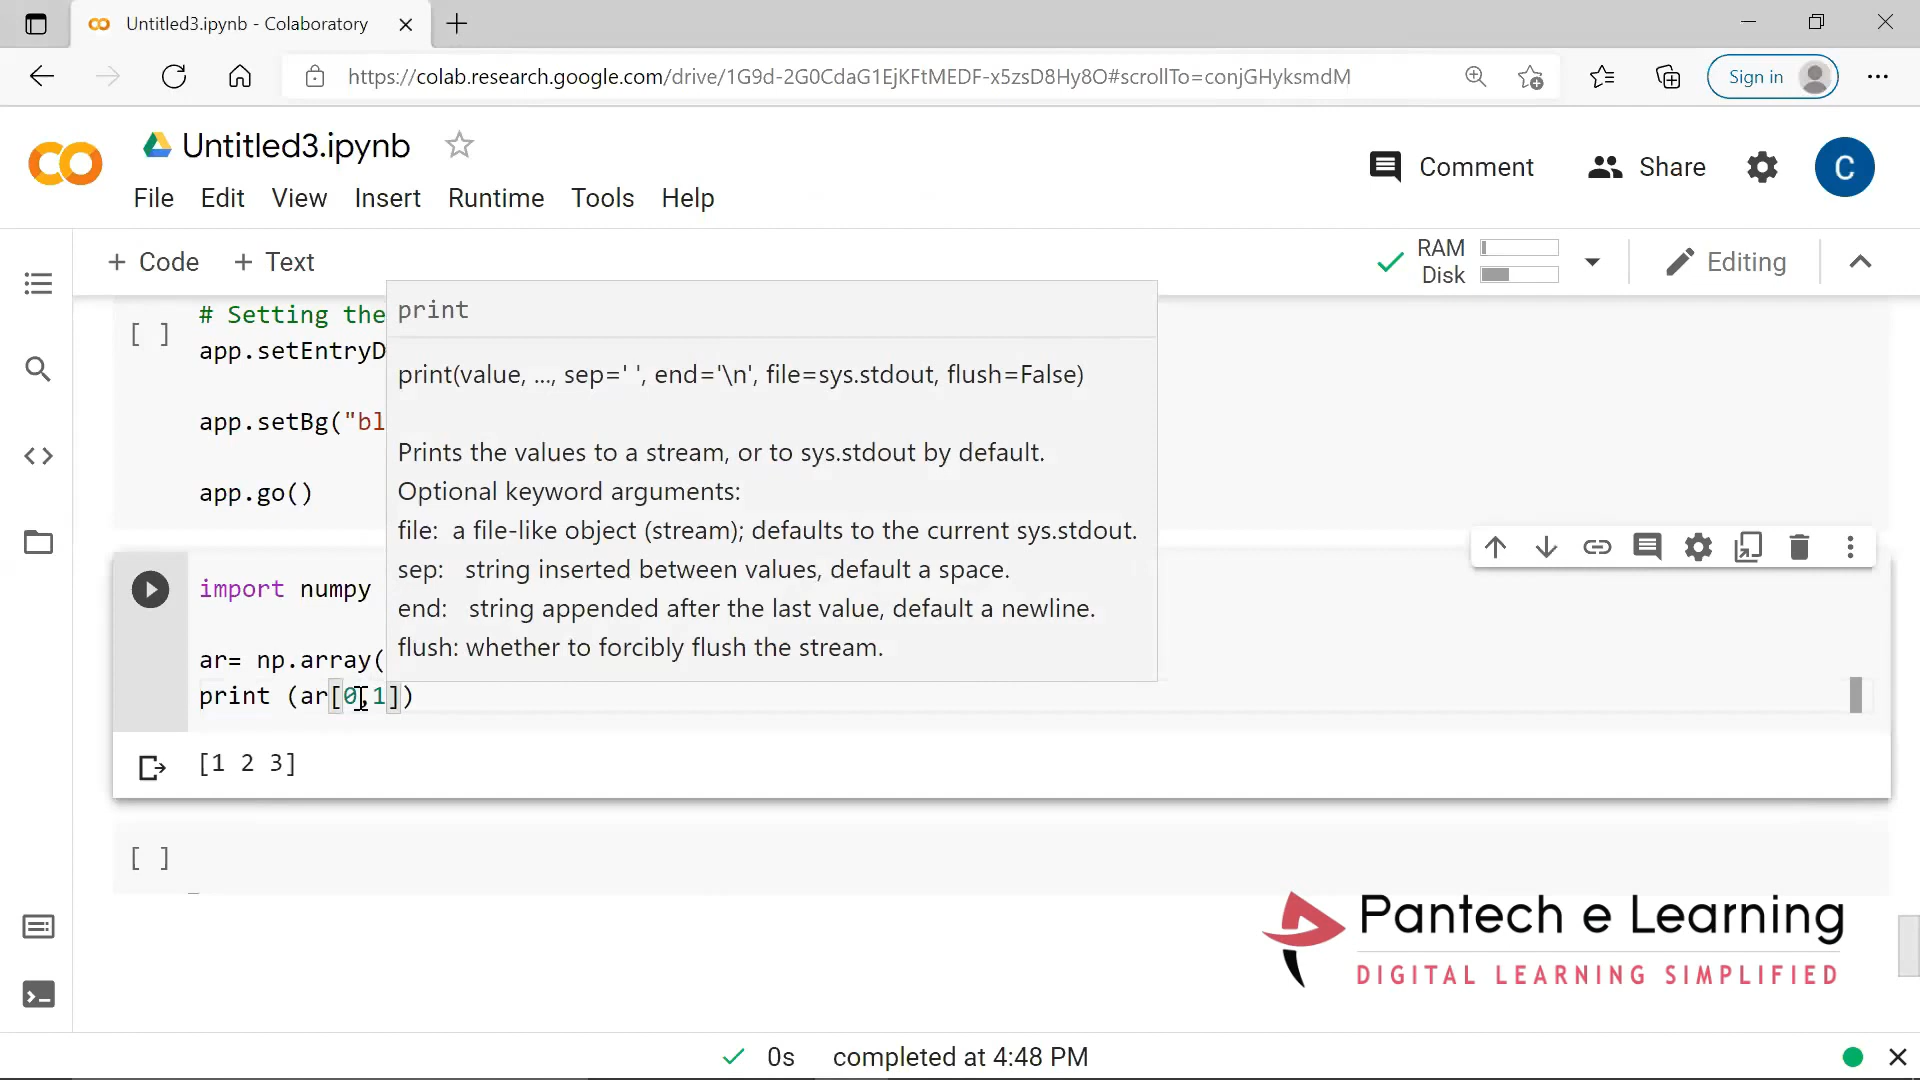 Untitled3.ipynb - Colaboratory
https://colab.research.google.com/drive/1G9d-2G0CdaG1EjKFtMEDF-x5zsD8Hy8O#scrollTo=conjGHyksmdM
Sign in
CO
Untitled3.ipynb
Comment
Share
C
File Edit View Insert Runtime Tools Help
+ Code + Text
RAM
Disk
Editing
[ ]
# Setting the
app.setEntryD
app.setBg("bl
app.go()
print
print(value, ..., sep=' ', end='\n', file=sys.stdout, flush=False)
Prints the values to a stream, or to sys.stdout by default.
Optional keyword arguments:
file: a file-like object (stream); defaults to the current sys.stdout.
sep: string inserted between values, default a space.
end: string appended after the last value, default a newline.
flush: whether to forcibly flush the stream.
import numpy
ar= np.array(
print (ar[0,1])
[1 2 3]
[ ]
Pantech e Learning
DIGITAL LEARNING SIMPLIFIED
0s completed at 4:48 PM